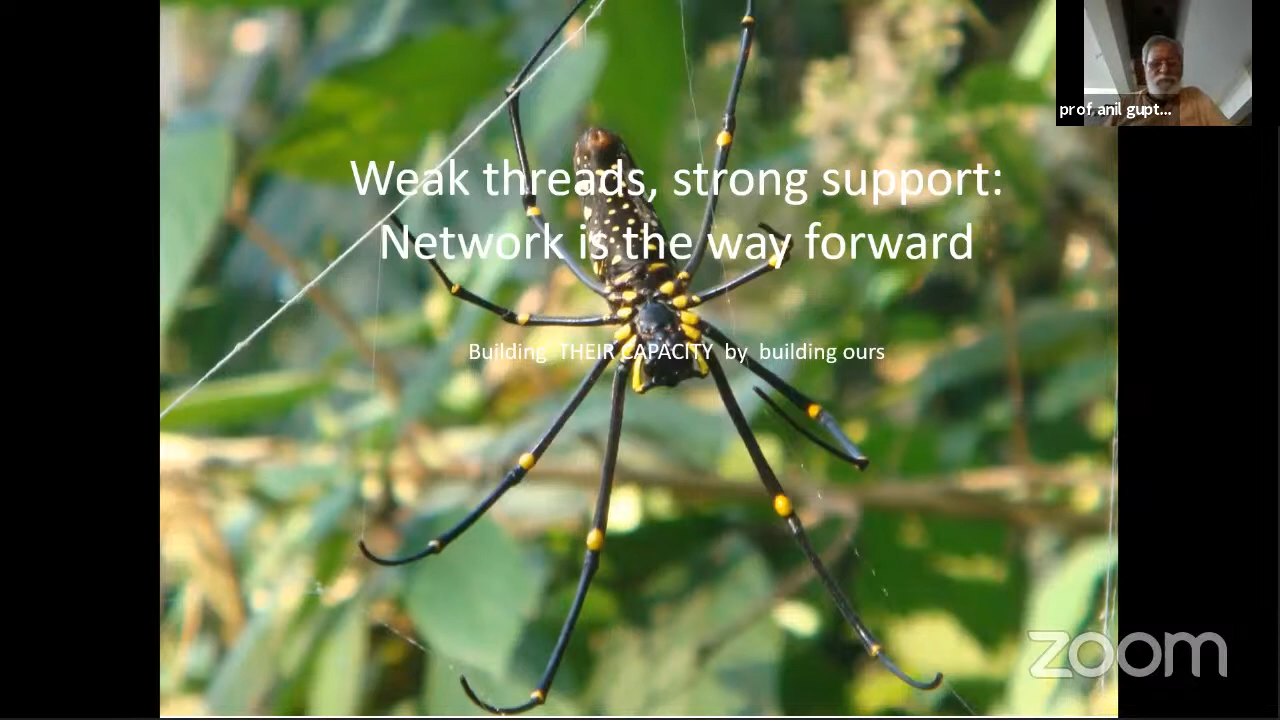 prof. anil gupt...
Weak threads, strong support:
Network is the way forward
Building THEIR CAPACITY by building ours
zoom